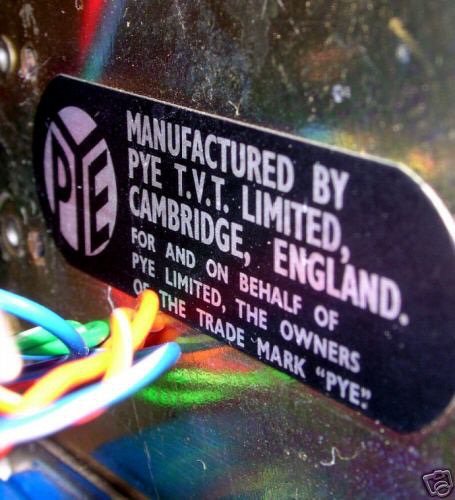 PYE
MANUFACTURED BY
PYE T.V.T. LIMITED,
CAMBRIDGE, ENGLAND.
FOR AND ON BEHALF OF
PYE LIMITED, THE OWNERS
OF THE TRADE MARK "PYE".